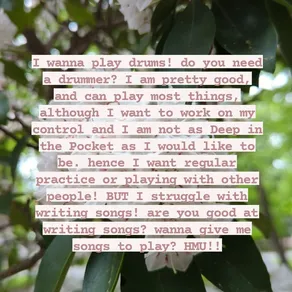 I wanna play drums! do you need
a drummer? I am pretty good,
and can play most things,
although I want to work on my
control and I am not as Deep in
the Pocket as I would like to
be. hence I want regular
practice or playing with other
people! BUT I struggle with
writing songs! are you good at
writing songs? wanna give me
songs to play? HMU!!